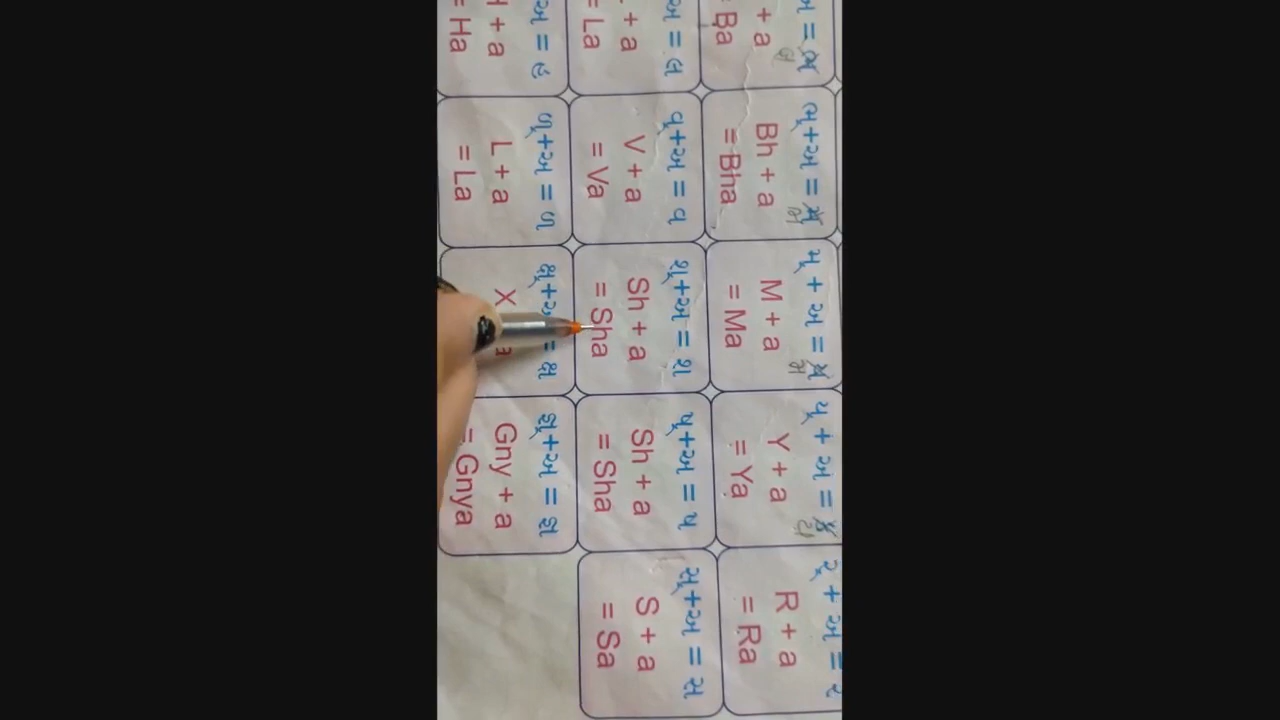 અ = બ
+ a
= Ba
ભ્+અ = ભ
Bh + a
= Bha
મ્ + અ = મ
M + a
= Ma
ય્ + અ = ય
Y + a
= Ya
ર્ + અ = ર
R + a
= Ra
અ = લ
+ a
= La
વ્+અ = વ
V + a
= Va
શ્+અ = શ
Sh + a
= Sha
ષ્+અ = ષ
Sh + a
= Sha
સ્+અ = સ
S + a
= Sa
અ = હ
H + a
= Ha
ળ્+અ = ળ
L + a
= La
ક્ષ્+અ = ક્ષ
X a
જ્ઞ્+અ = જ્ઞ
Gny + a
= Gnya